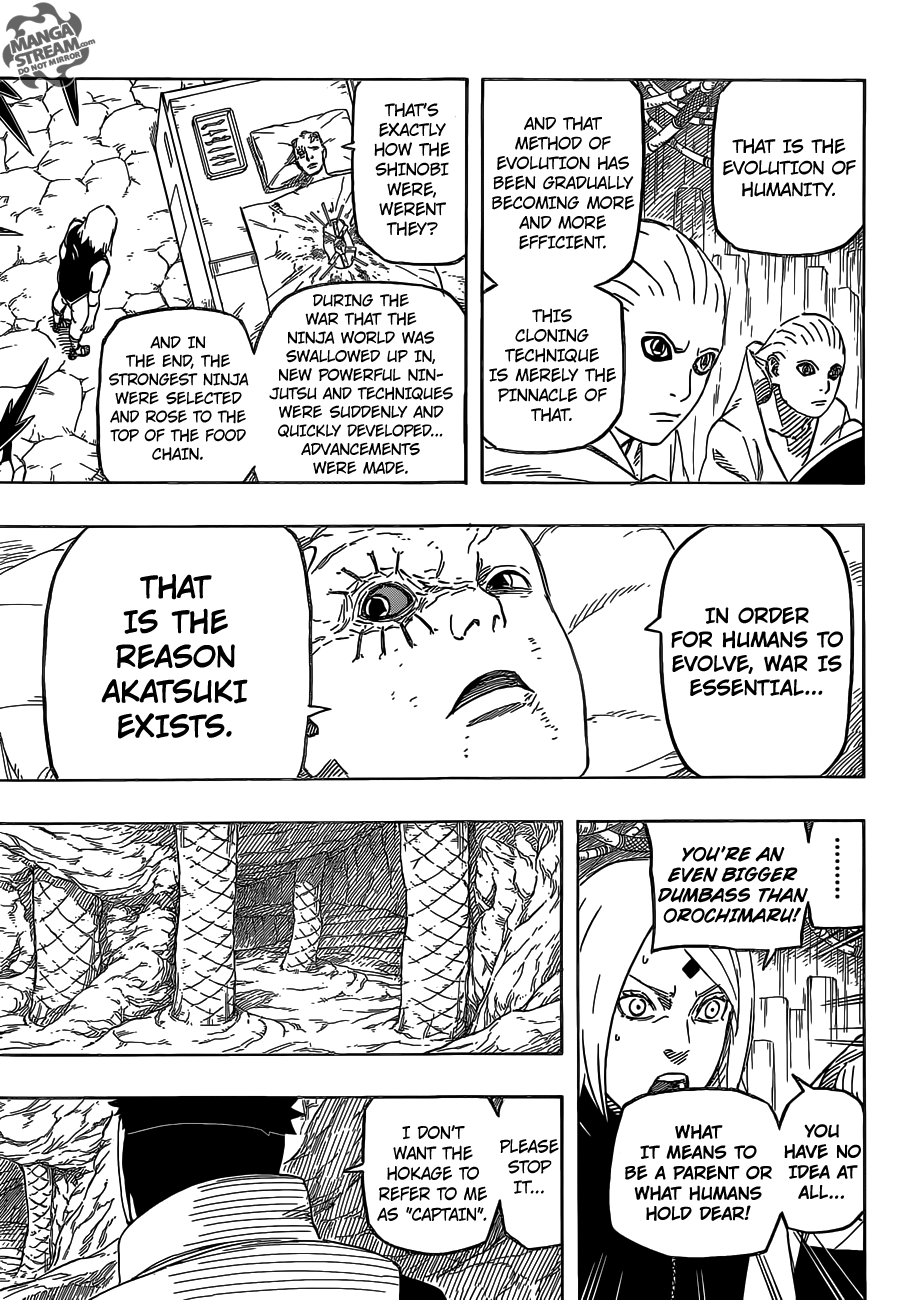 MANGA
STREAM.com
DO NOT MIRROR
THAT IS THE
EVOLUTION OF
HUMANITY.
AND THAT
METHOD OF
EVOLUTION HAS
BEEN GRADUALLY
BECOMING MORE
AND MORE
EFFICIENT.
THIS
CLONING
TECHNIQUE
IS MERELY THE
PINNACLE OF
THAT.
THAT'S
EXACTLY
HOW THE
SHINOBI
WERE,
WERENT
THEY?
DURING THE
WAR THAT THE
NINJA WORLD WAS
SWALLOWED UP IN,
NEW POWERFUL NIN-
JUTSU AND TECHNIQUES
WERE SUDDENLY AND
QUICKLY DEVELOPED...
ADVANCEMENTS
WERE MADE.
AND IN
THE END, THE
STRONGEST NINJA
WERE SELECTED
AND ROSE TO THE
TOP OF THE FOOD
CHAIN.
IN ORDER
FOR HUMANS TO
EVOLVE, WAR IS
ESSENTIAL...
THAT
IS THE
REASON
AKATSUKI
EXISTS.
.........
YOU'RE AN
EVEN BIGGER
DUMBASS THAN
OROCHIMARU!
YOU
HAVE NO
IDEA AT
ALL...
WHAT
IT MEANS TO
BE A PARENT OR
WHAT HUMANS
HOLD DEAR!
PLEASE
STOP
IT...
I DON'T
WANT THE
HOKAGE TO
REFER TO ME
AS "CAPTAIN".